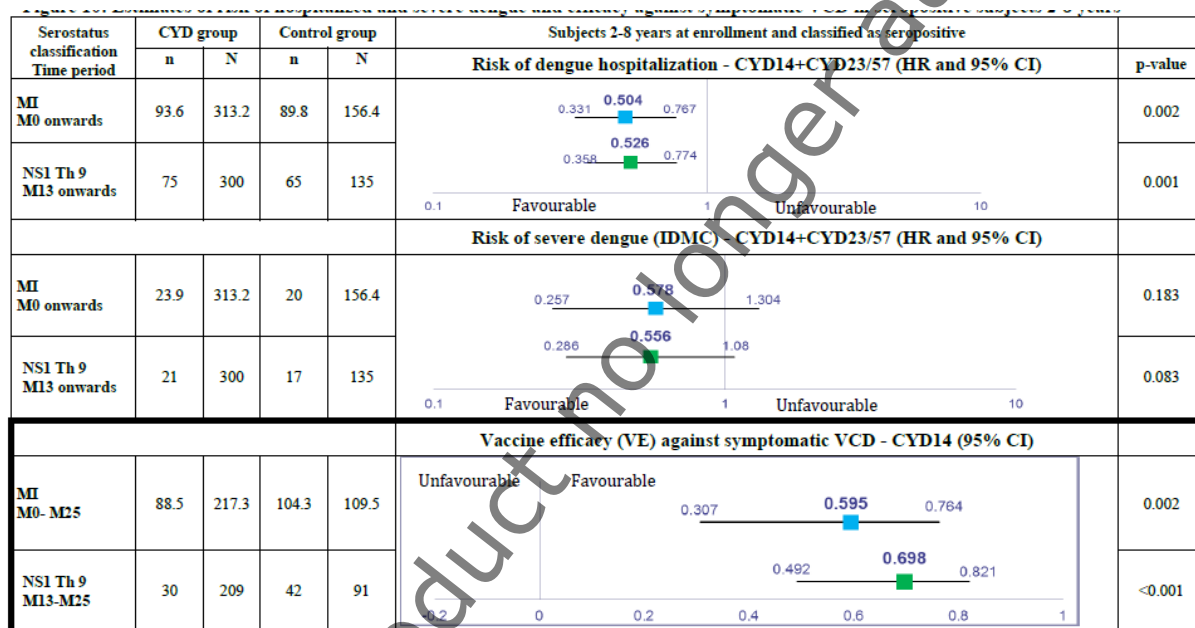 Serostatus classification Time period CYD group Control group Subjects 2-8 years at enrollment and classified as seropositive
n N n N Risk of dengue hospitalization - CYD14+CYD23/57 (HR and 95% CI) p-value
MI
M0 onwards 93.6 313.2 89.8 156.4 0.331 0.504 0.767 0.002
NS1 Th 9
M13 onwards 75 300 65 135 0.358 0.526 0.774 0.001
0.1 Favourable 1 Unfavourable 10
Risk of severe dengue (IDMC) - CYD14+CYD23/57 (HR and 95% CI)
MI
M0 onwards 23.9 313.2 20 156.4 0.257 0.578 1.304 0.183
NS1 Th 9
M13 onwards 21 300 17 135 0.286 0.556 1.08 0.083
0.1 Favourable 1 Unfavourable 10
Vaccine efficacy (VE) against symptomatic VCD - CYD14 (95% CI)
Unfavourable Favourable
MI
M0- M25 88.5 217.3 104.3 109.5 0.307 0.595 0.764 0.002
NS1 Th 9
M13-M25 30 209 42 91 0.492 0.698 0.821 <0.001
-0.2 0 0.2 0.4 0.6 0.8 1
duct no longer